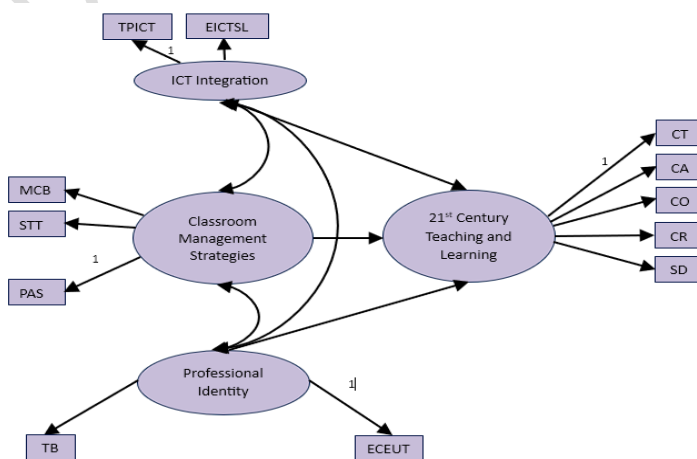 TPICT
EICTSL
1
ICT Integration
CT
1
CA
MCB
CO
STT
Classroom
Management
Strategies
21st Century
Teaching and
Learning
CR
1
SD
PAS
Professional
Identity
1
TB
ECEUT